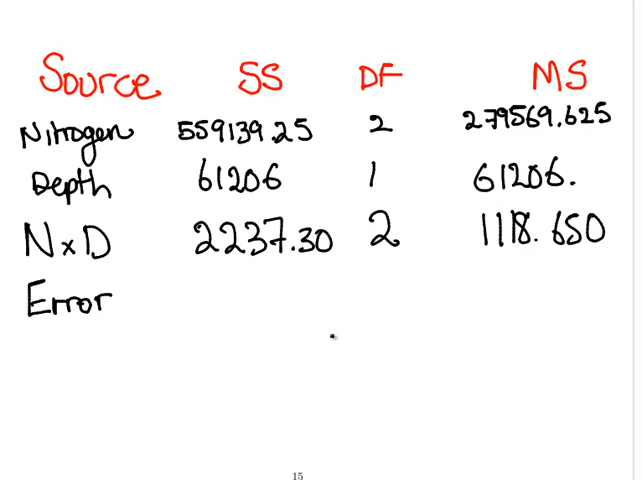 Source SS DF MS
Nitrogen 559139.25 2 279569.625
Depth 61206 1 61206.
N x D 2237.30 2 1118.650
Error
15